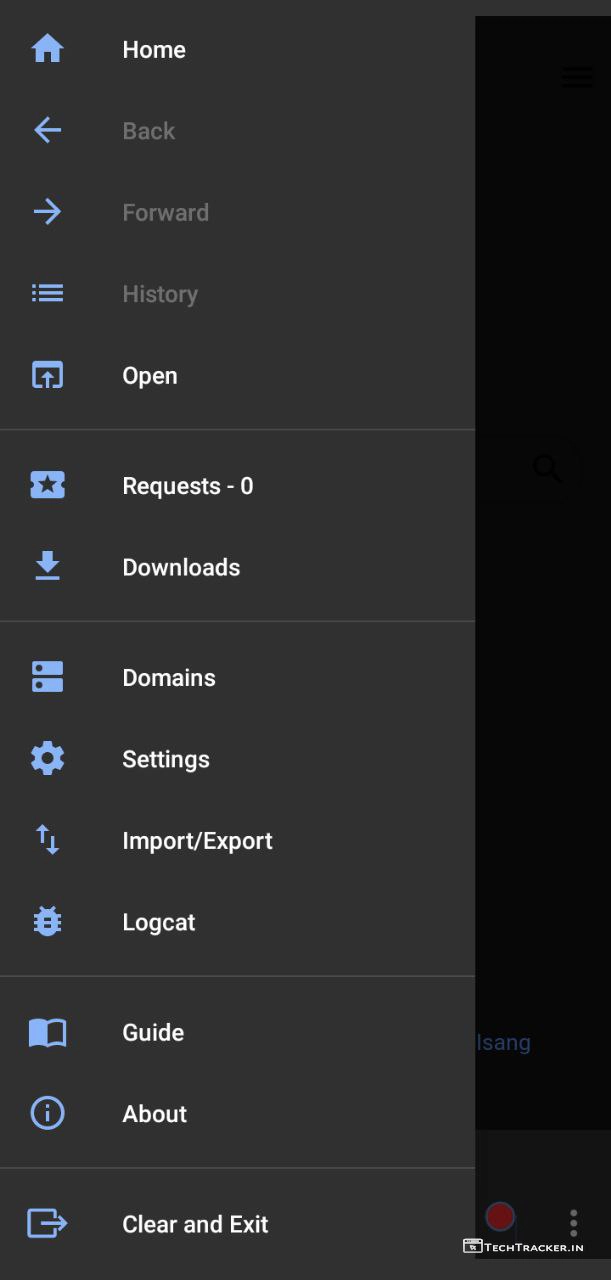 Home
Back
Forward
History
Open
Requests - 0
Downloads
Domains
Settings
Import/Export
Logcat
Guide
lsang
About
Clear and Exit
TECHTRACKER.IN